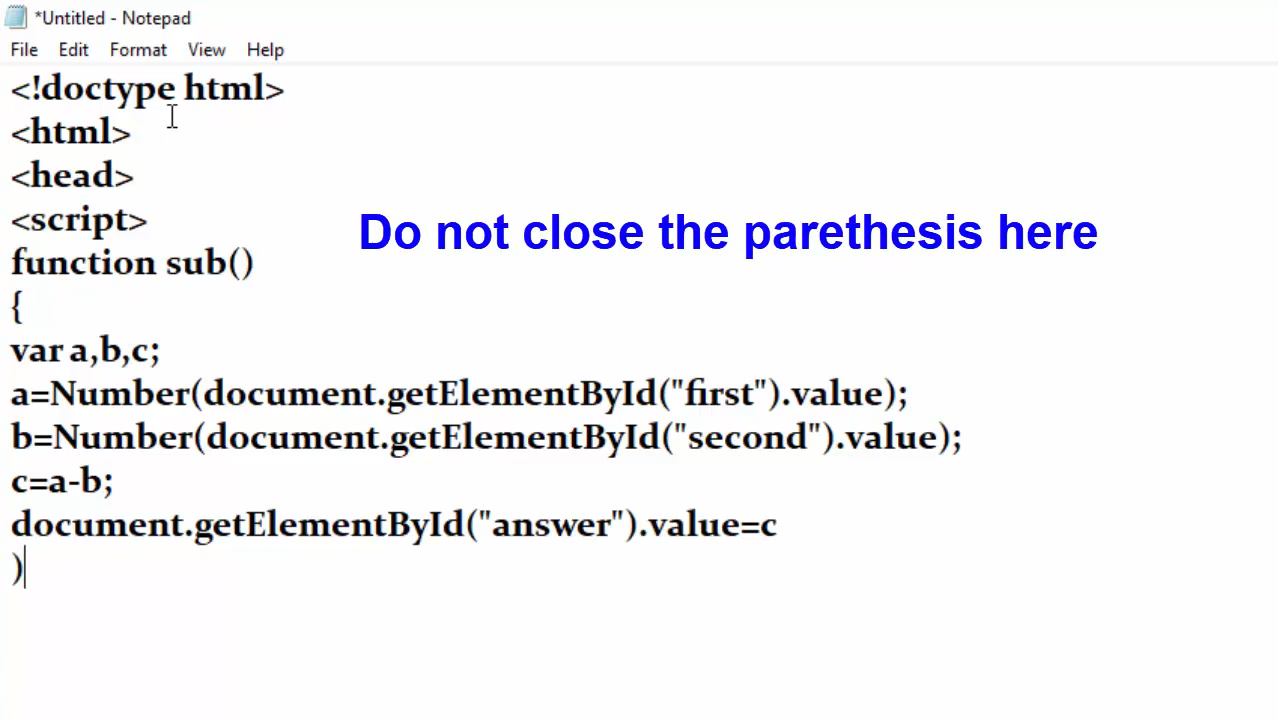 *Untitled - Notepad
File Edit Format View Help
<!doctype html>
<html>
<head>
<script>
Do not close the parethesis here
function sub()
{
var a,b,c;
a=Number(document.getElementById("first").value);
b=Number(document.getElementById("second").value);
c=a-b;
document.getElementById("answer").value=c
)